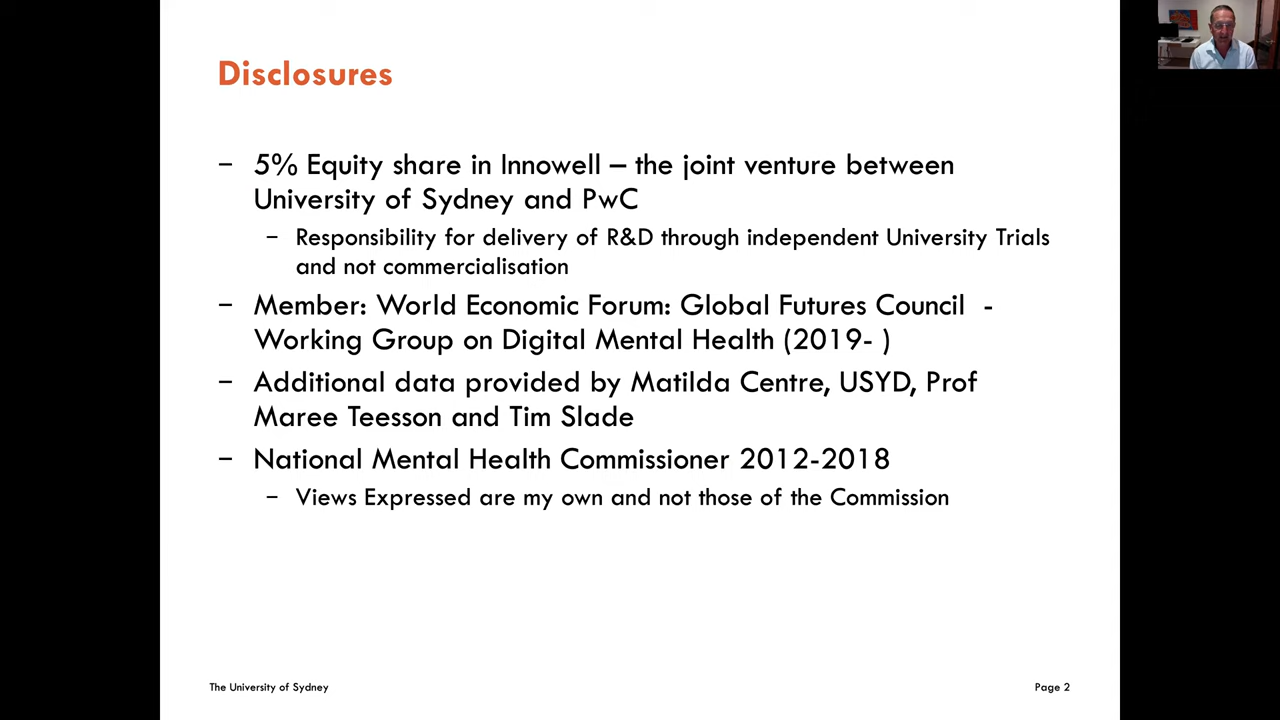 Disclosures
– 5% Equity share in Innowell – the joint venture between
University of Sydney and PwC
– Responsibility for delivery of R&D through independent University Trials
and not commercialisation
– Member: World Economic Forum: Global Futures Council -
Working Group on Digital Mental Health (2019- )
– Additional data provided by Matilda Centre, USYD, Prof
Maree Teesson and Tim Slade
– National Mental Health Commissioner 2012-2018
– Views Expressed are my own and not those of the Commission
The University of Sydney
Page 2